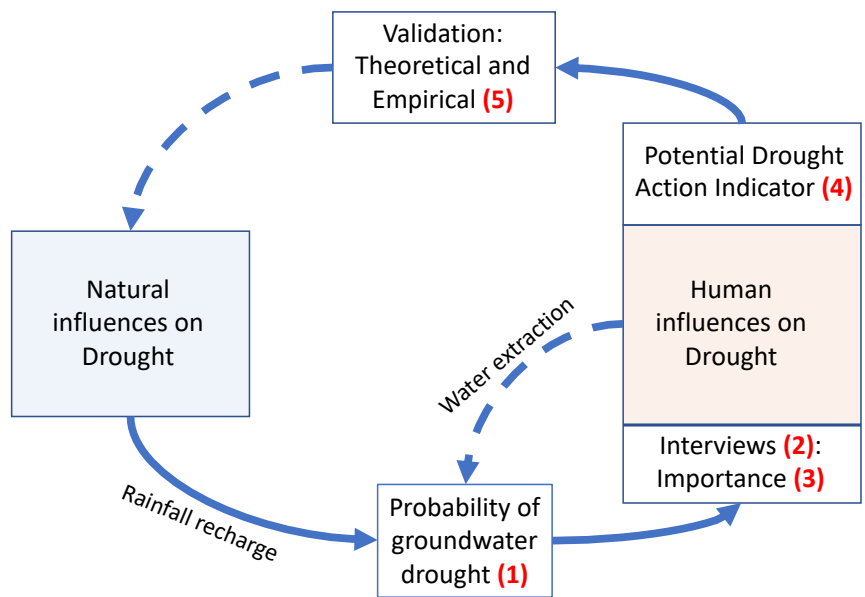 Validation:
Theoretical and
Empirical (5)
Potential Drought
Action Indicator (4)
Natural
influences on
Drought
Human
influences on
Drought
Water extraction
Interviews (2):
Importance (3)
Rainfall recharge
Probability of
groundwater
drought (1)